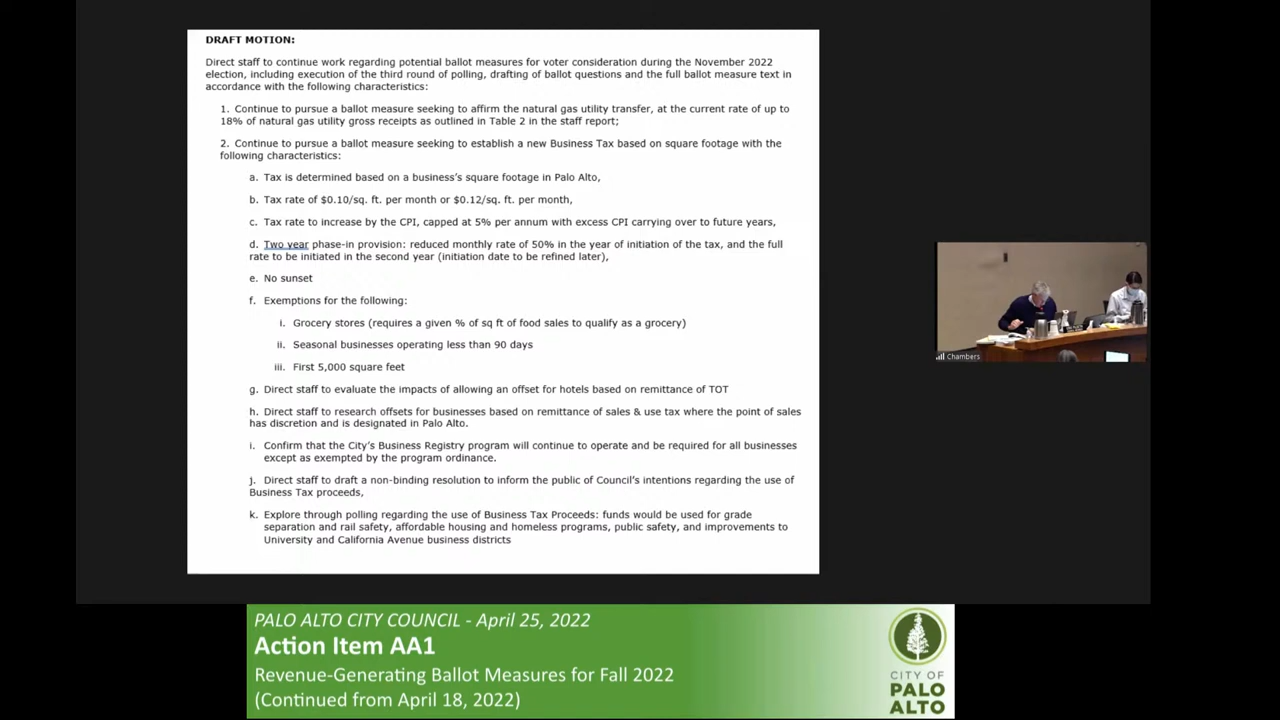 DRAFT MOTION:
Direct staff to continue work regarding potential ballot measures for voter consideration during the November 2022
election, including execution of the third round of polling, drafting of ballot questions and the full ballot measure text in
accordance with the following characteristics:
1. Continue to pursue a ballot measure seeking to affirm the natural gas utility transfer, at the current rate of up to
18% of natural gas utility gross receipts as outlined in Table 2 in the staff report;
2. Continue to pursue a ballot measure seeking to establish a new Business Tax based on square footage with the
following characteristics:
a. Tax is determined based on a business's square footage in Palo Alto,
b. Tax rate of $0.10/sq. ft. per month or $0.12/sq. ft. per month,
c. Tax rate to increase by the CPI, capped at 5% per annum with excess CPI carrying over to future years,
d. Two year phase-in provision: reduced monthly rate of 50% in the year of initiation of the tax, and the full
rate to be initiated in the second year (initiation date to be refined later),
e. No sunset
f. Exemptions for the following:
i. Grocery stores (requires a given % of sq ft of food sales to qualify as a grocery)
ii. Seasonal businesses operating less than 90 days
iii. First 5,000 square feet
g. Direct staff to evaluate the impacts of allowing an offset for hotels based on remittance of TOT
h. Direct staff to research offsets for businesses based on remittance of sales & use tax where the point of sales
has discretion and is designated in Palo Alto.
i. Confirm that the City's Business Registry program will continue to operate and be required for all businesses
except as exempted by the program ordinance.
j. Direct staff to draft a non-binding resolution to inform the public of Council's intentions regarding the use of
Business Tax proceeds,
k. Explore through polling regarding the use of Business Tax Proceeds: funds would be used for grade
separation and rail safety, affordable housing and homeless programs, public safety, and improvements to
University and California Avenue business districts
Chambers
PALO ALTO CITY COUNCIL - April 25, 2022
Action Item AA1
Revenue-Generating Ballot Measures for Fall 2022
(Continued from April 18, 2022)
CITY OF
PALO
ALTO